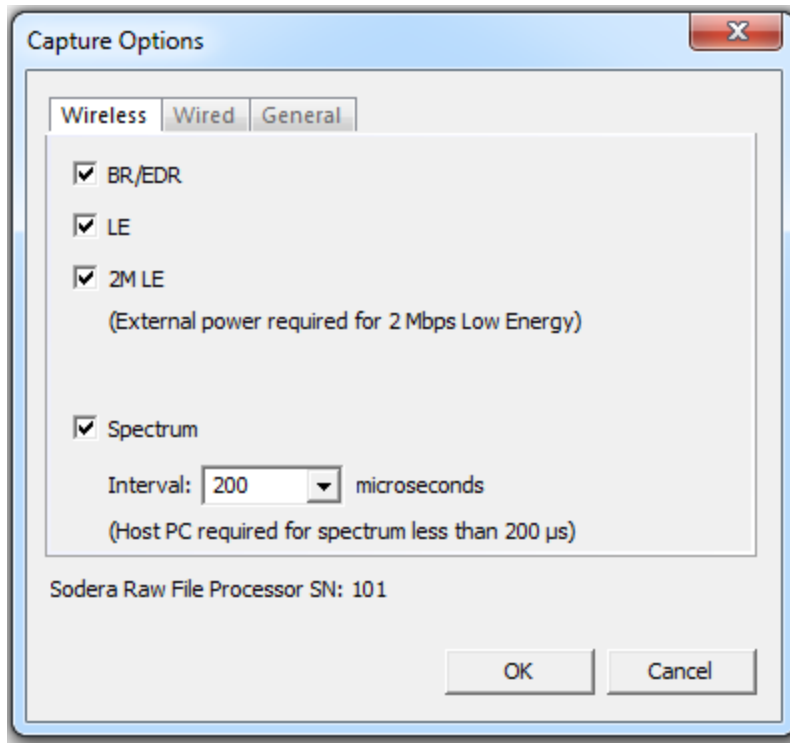 Capture Options
Wireless Wired General
BR/EDR
LE
2M LE
(External power required for 2 Mbps Low Energy)
Spectrum
Interval: 200 microseconds
(Host PC required for spectrum less than 200 µs)
Sodera Raw File Processor SN: 101
OK Cancel